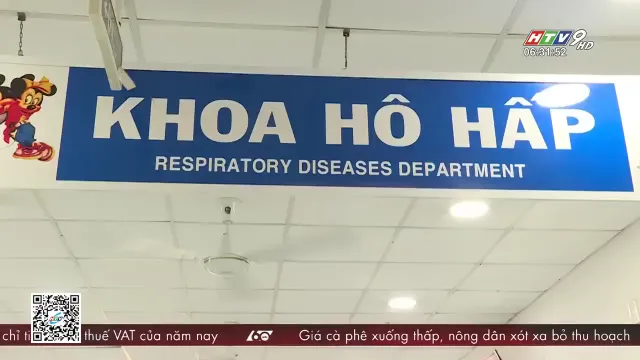 HTV9 HD
06:31:52
KHOA HÔ HẤP
RESPIRATORY DISEASES DEPARTMENT
chỉ thuế VAT của năm nay
Giá cà phê xuống thấp, nông dân xót xa bỏ thu hoạch